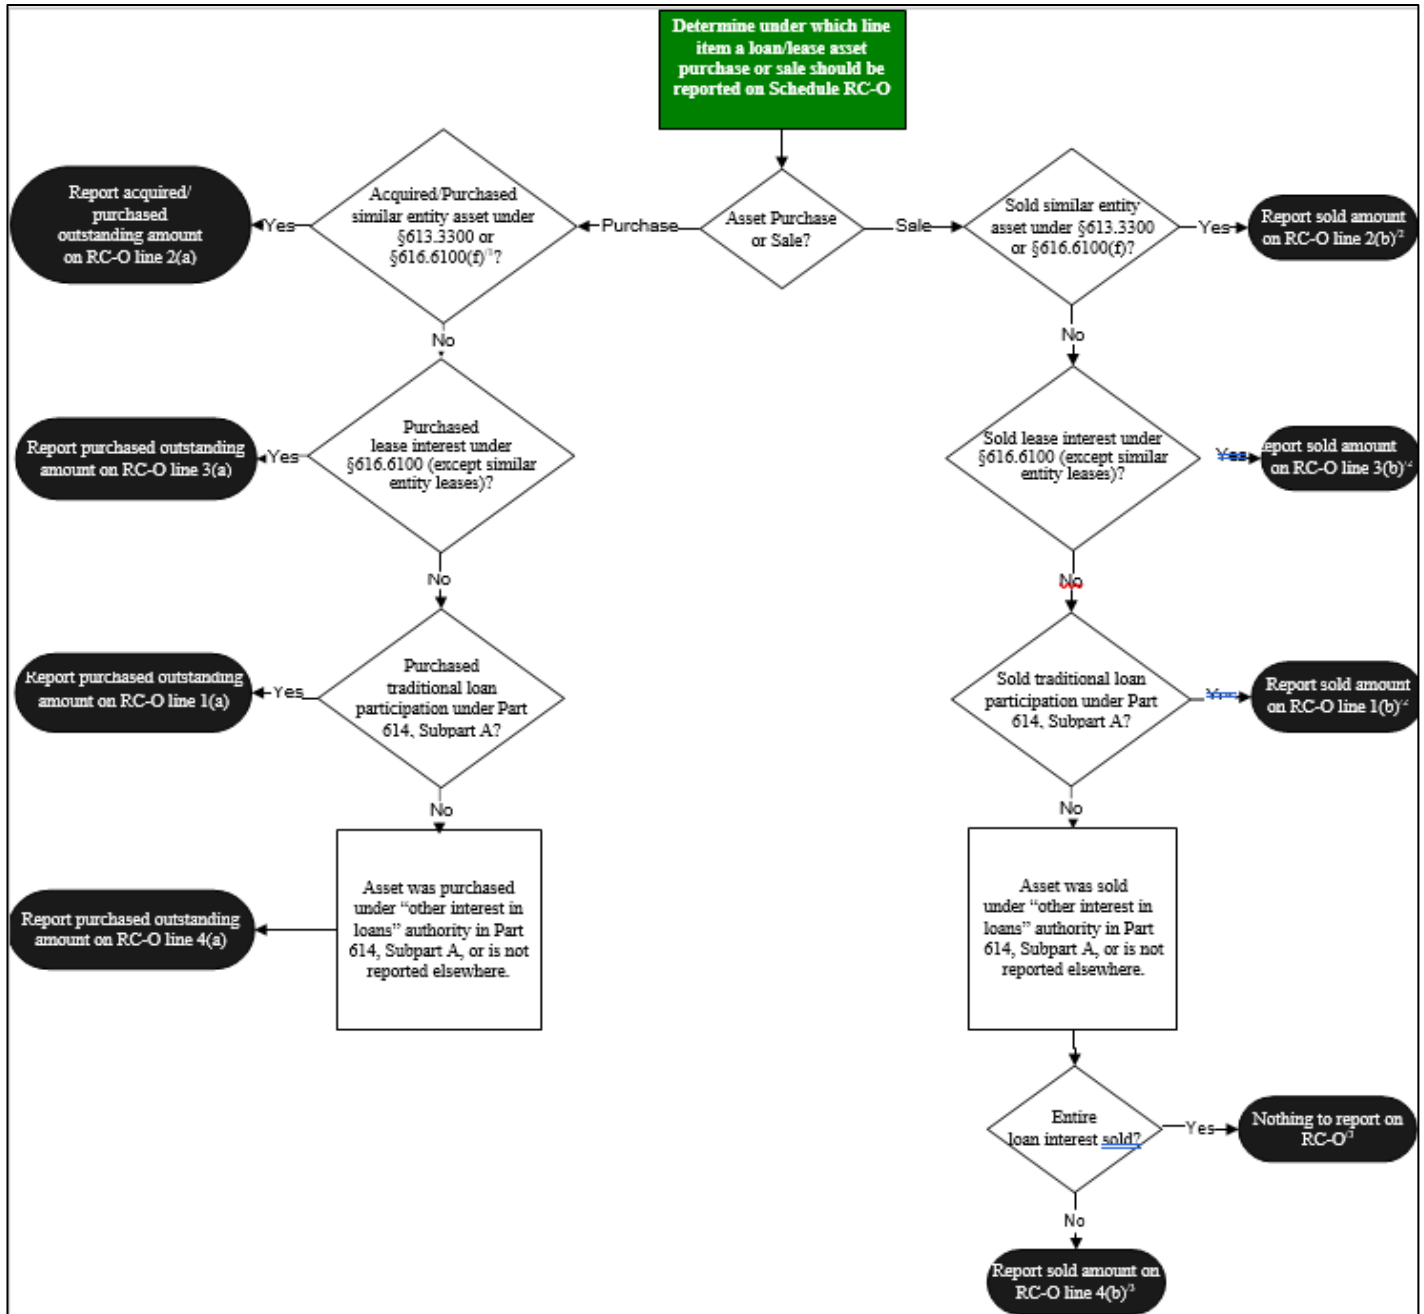 Determine under which line
item a loan/lease asset
purchase or sale should be
reported on Schedule RC-O
Asset Purchase
or Sale?
Purchase
Sale
Acquired/Purchased
similar entity asset under
§613.3300 or
§616.6100(f)/1?
Yes
Report acquired/
purchased
outstanding amount
on RC-O line 2(a)
No
Purchased
lease interest under
§616.6100 (except similar
entity leases)?
Yes
Report purchased outstanding
amount on RC-O line 3(a)
No
Purchased
traditional loan
participation under Part
614, Subpart A?
Yes
Report purchased outstanding
amount on RC-O line 1(a)
No
Asset was purchased
under “other interest in
loans” authority in Part
614, Subpart A, or is not
reported elsewhere.
Report purchased outstanding
amount on RC-O line 4(a)
Sold similar entity
asset under §613.3300
or §616.6100(f)?
Yes
Report sold amount
on RC-O line 2(b)/2
No
Sold lease interest under
§616.6100 (except similar
entity leases)?
Yes
eport sold amount
on RC-O line 3(b)/2
No
Sold traditional loan
participation under Part
614, Subpart A?
Yes
Report sold amount
on RC-O line 1(b)/2
No
Asset was sold
under “other interest in
loans” authority in Part
614, Subpart A, or is not
reported elsewhere.
Entire
loan interest sold?
Yes
Nothing to report on
RC-O/3
No
Report sold amount on
RC-O line 4(b)/3